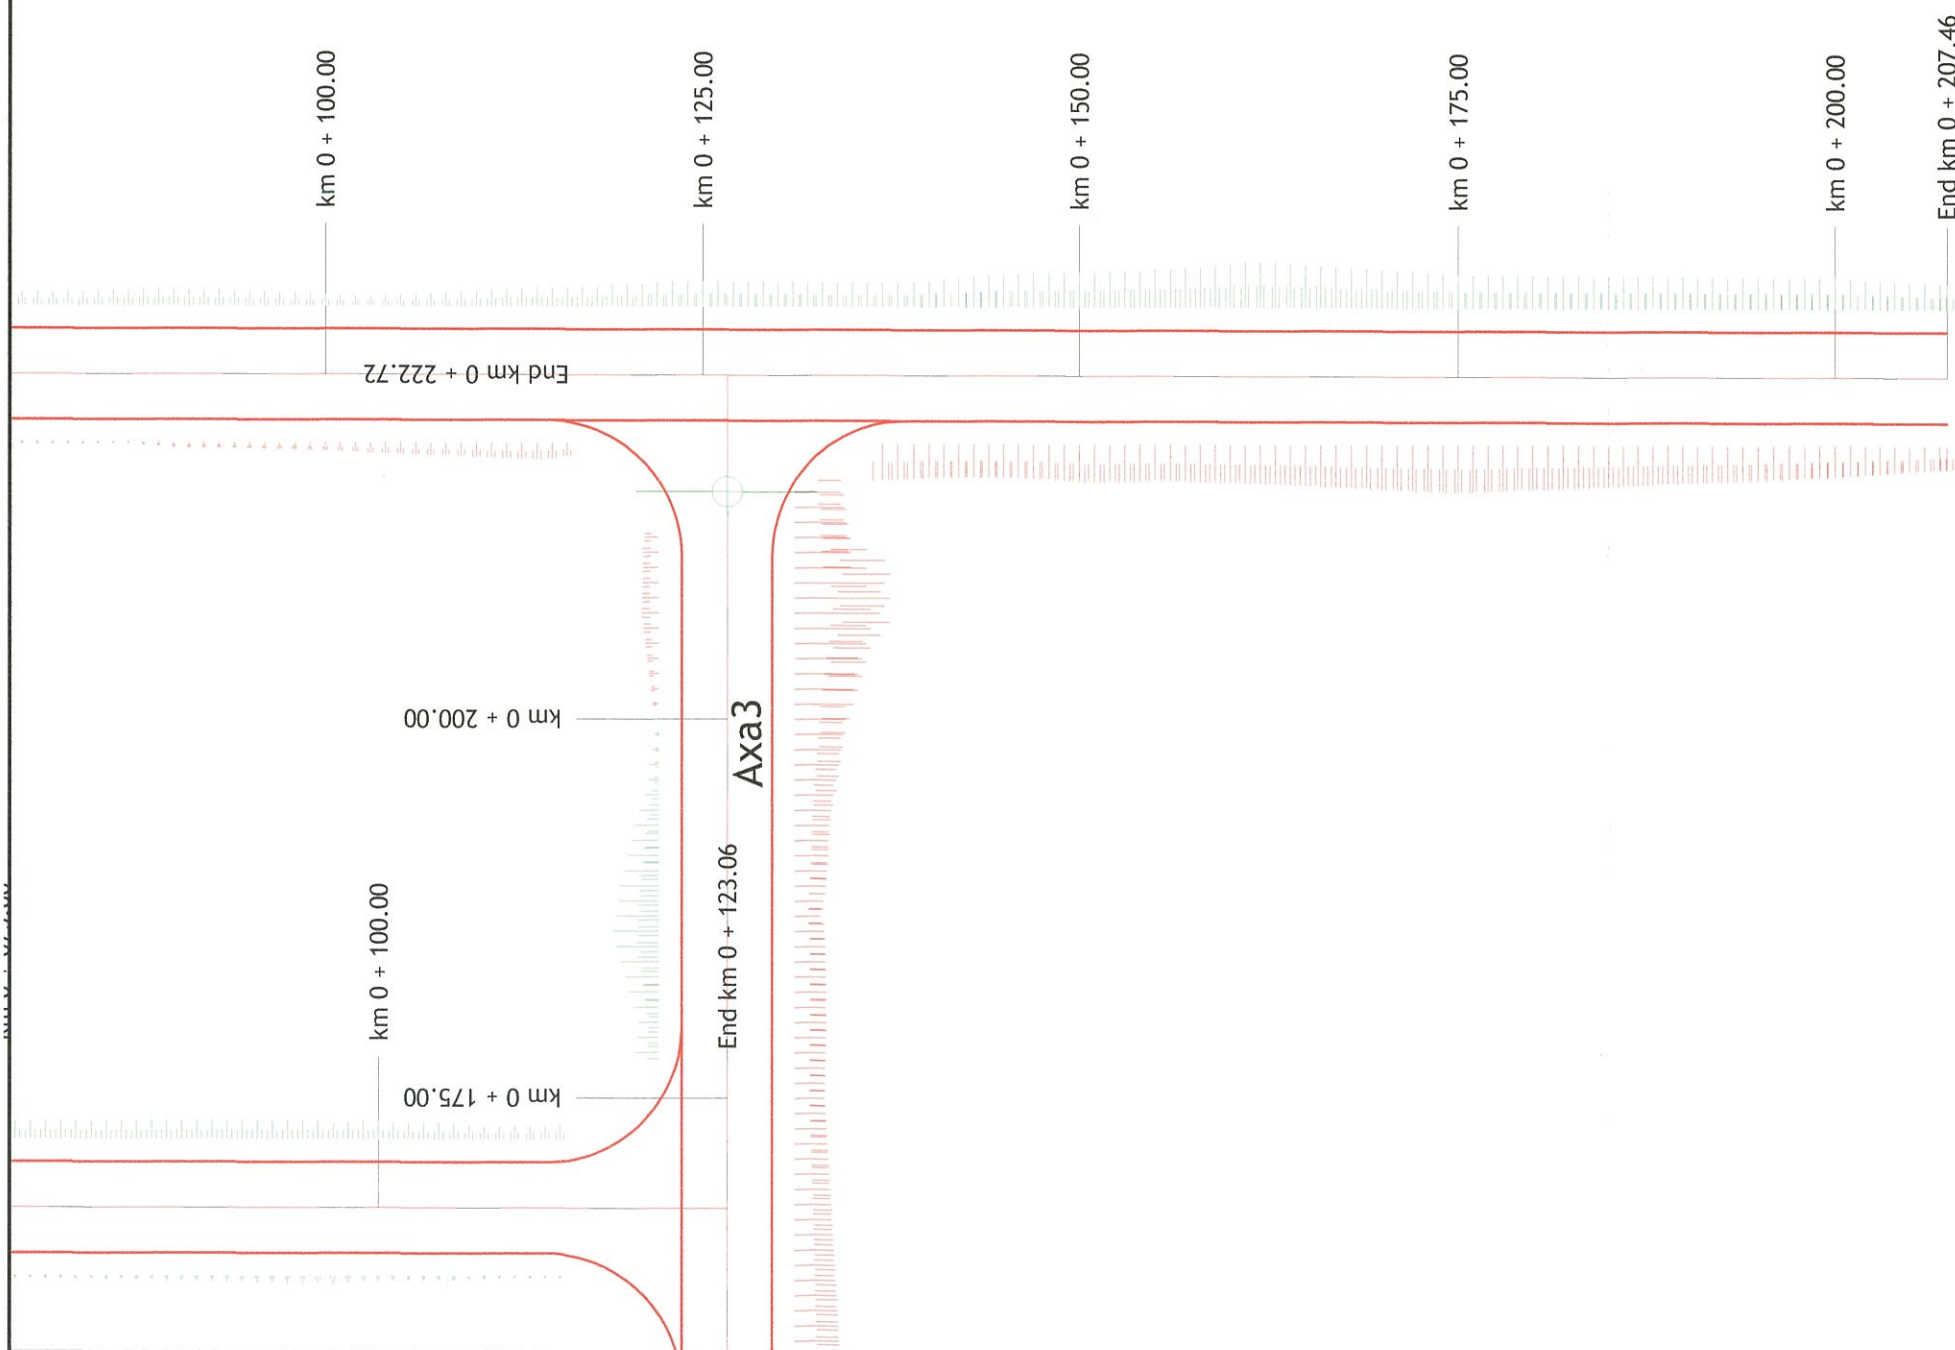 km 0 + 100.00
km 0 + 125.00
km 0 + 150.00
km 0 + 175.00
km 0 + 200.00
End km 0 + 207.46
End km 0 + 222.72
km 0 + 200.00
Axa3
End km 0 + 123.06
km 0 + 100.00
km 0 + 175.00